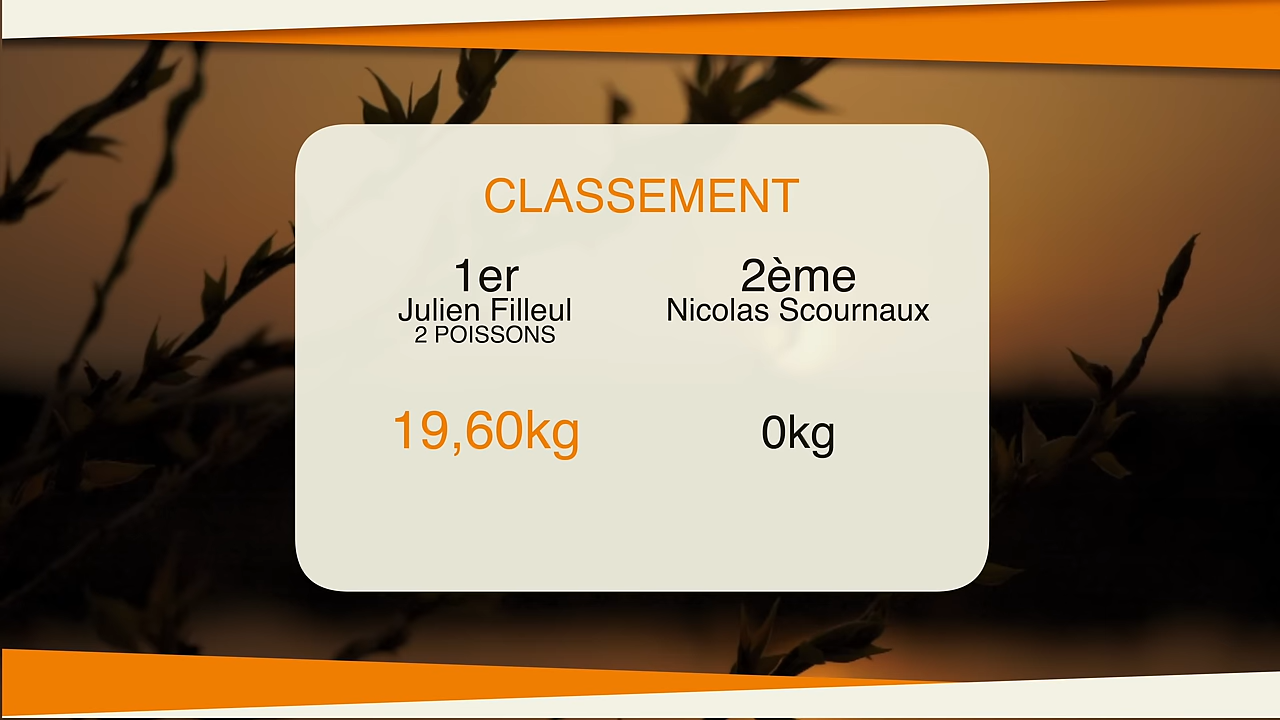 CLASSEMENT
1er
Julien Filleul
2 POISSONS
19,60kg
2ème
Nicolas Scournaux
0kg